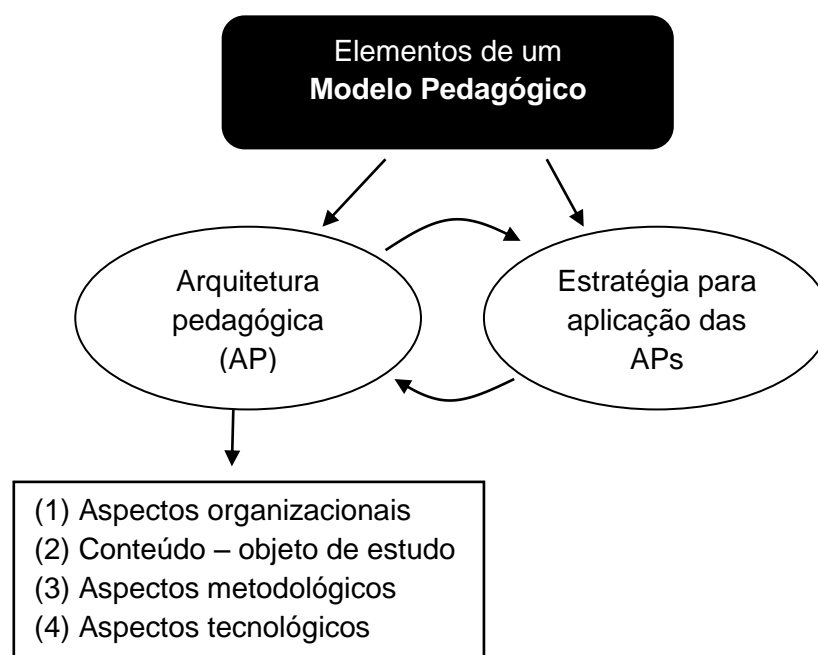 Elementos de um
Modelo Pedagógico
Arquitetura
pedagógica
(AP)
Estratégia para
aplicação das
APs
(1) Aspectos organizacionais
(2) Conteúdo – objeto de estudo
(3) Aspectos metodológicos
(4) Aspectos tecnológicos